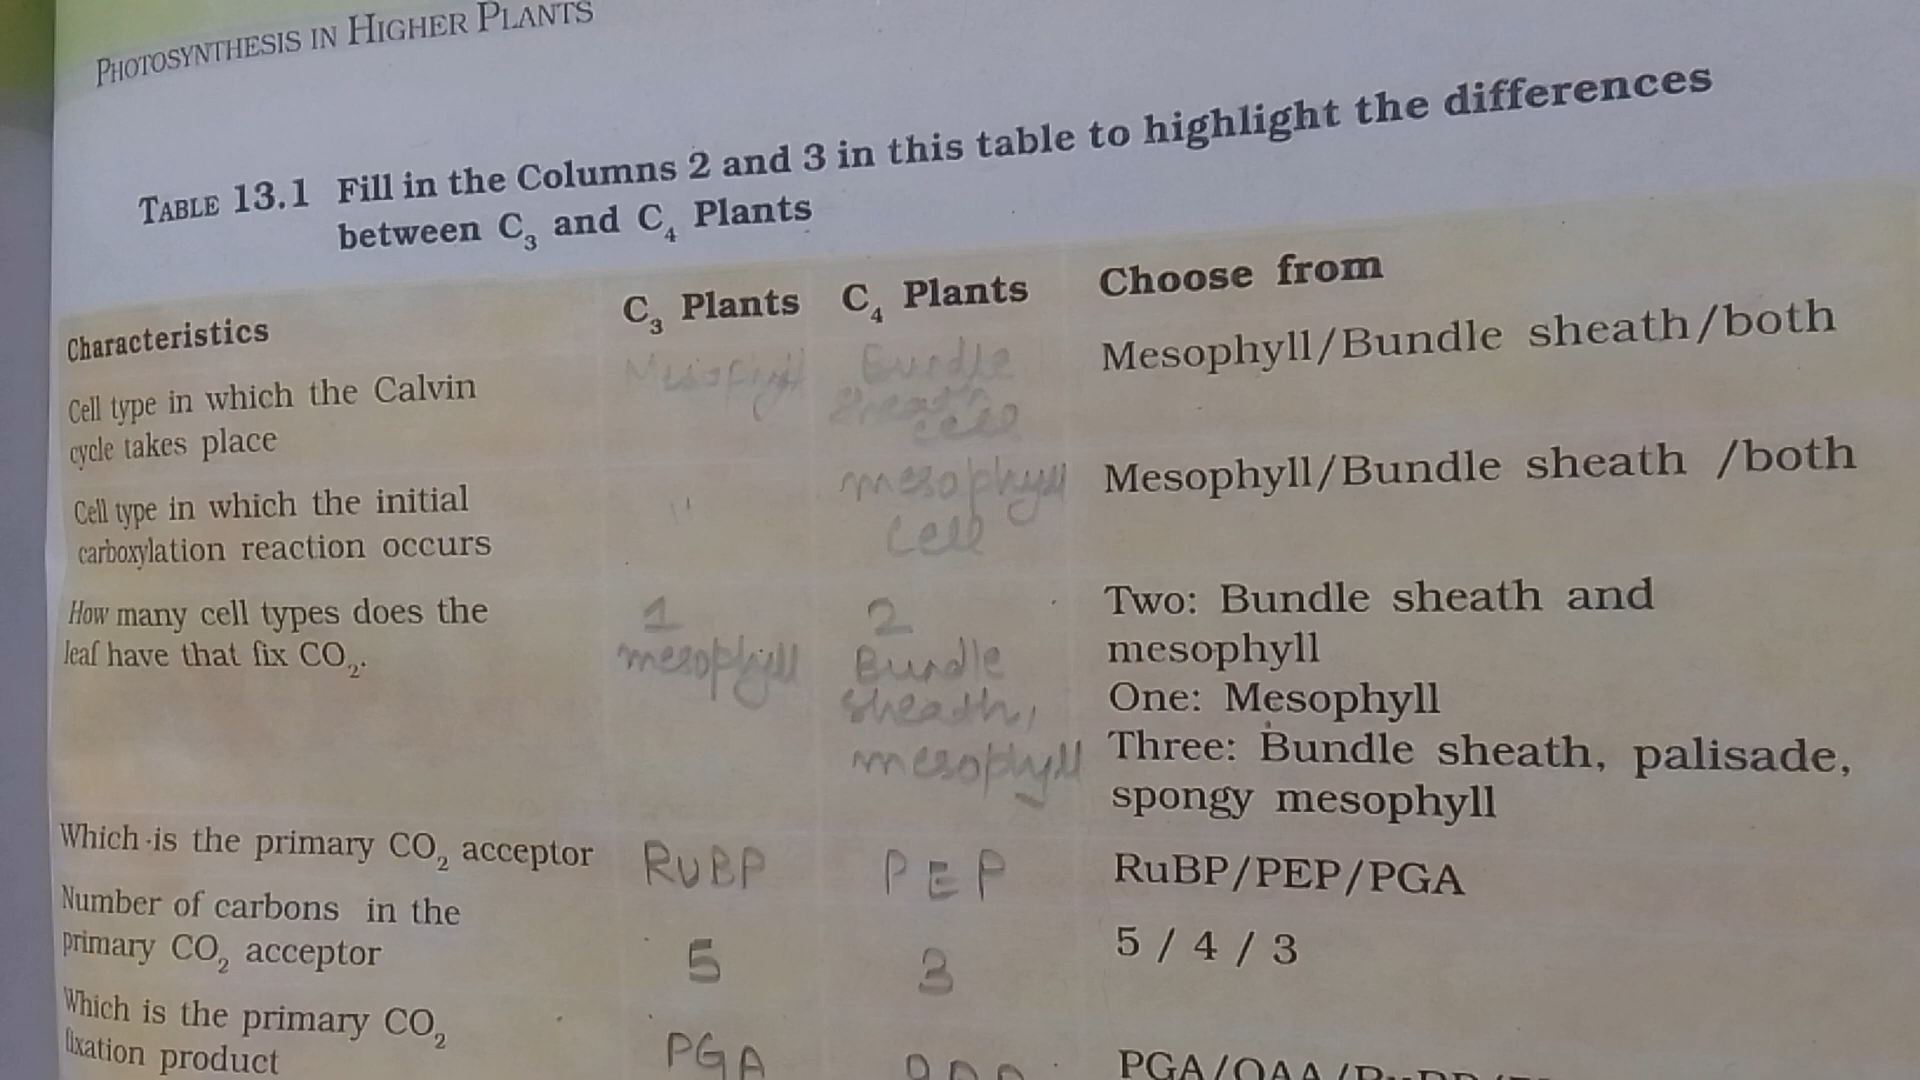 PHOTOSYNTHESIS IN HIGHER PLANTS
TABLE 13.1 Fill in the Columns 2 and 3 in this table to highlight the differences
between C₃ and C₄ Plants
Characteristics C₃ Plants C₄ Plants Choose from
Cell type in which the Calvin Bundle Mesophyll/Bundle sheath/both
cycle takes place cell
Cell type in which the initial " mesophyll Mesophyll/Bundle sheath /both
carboxylation reaction occurs cell
How many cell types does the 1 2 Two: Bundle sheath and
leaf have that fix CO₂. mesophyll Bundle mesophyll
sheath, One: Mesophyll
mesophyll Three: Bundle sheath, palisade,
spongy mesophyll
Which is the primary CO₂ acceptor RUBP PEP RuBP/PEP/PGA
Number of carbons in the
primary CO₂ acceptor 5 3 5 / 4 / 3
Which is the primary CO₂
fixation product PGA PGA/OAA